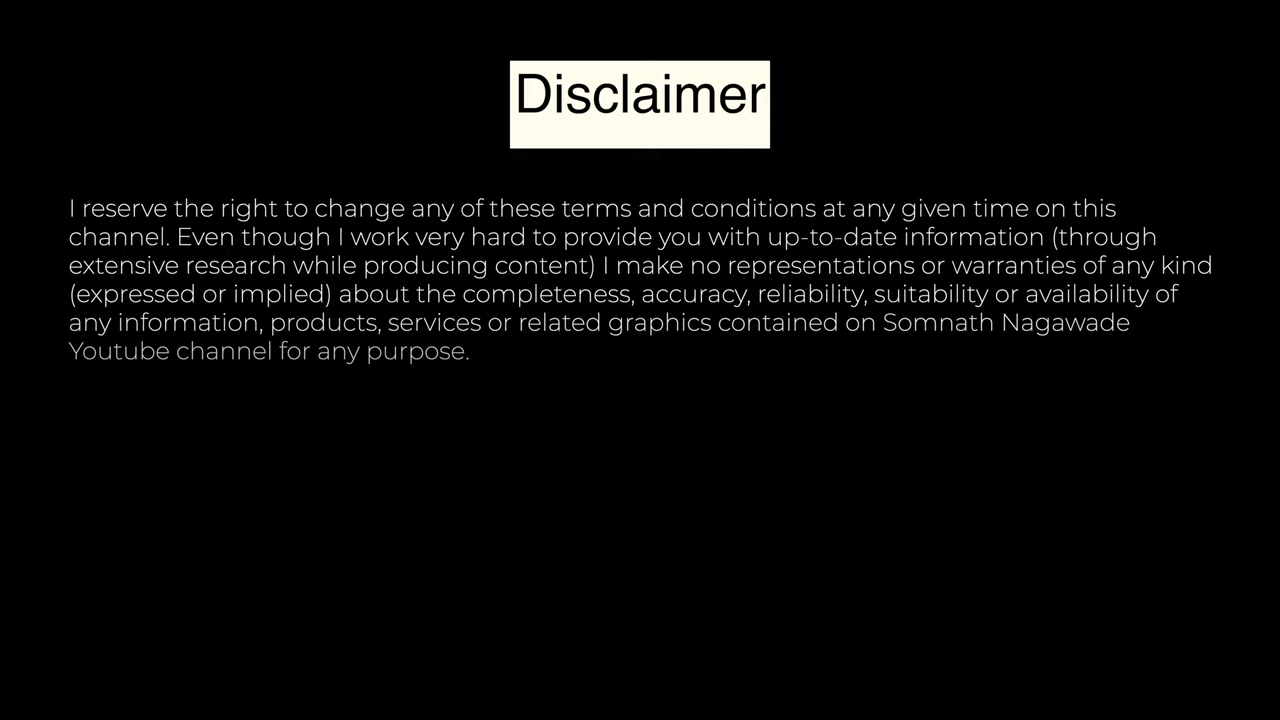 Disclaimer
I reserve the right to change any of these terms and conditions at any given time on this
channel. Even though I work very hard to provide you with up-to-date information (through
extensive research while producing content) I make no representations or warranties of any kind
(expressed or implied) about the completeness, accuracy, reliability, suitability or availability of
any information, products, services or related graphics contained on Somnath Nagawade
Youtube channel for any purpose.